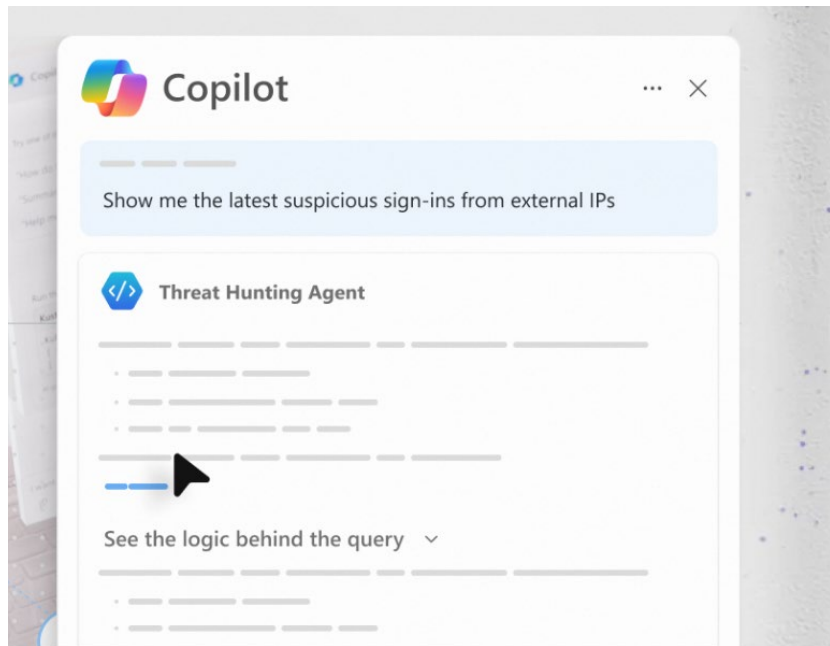 Copilot
Show me the latest suspicious sign-ins from external IPs
Threat Hunting Agent
See the logic behind the query